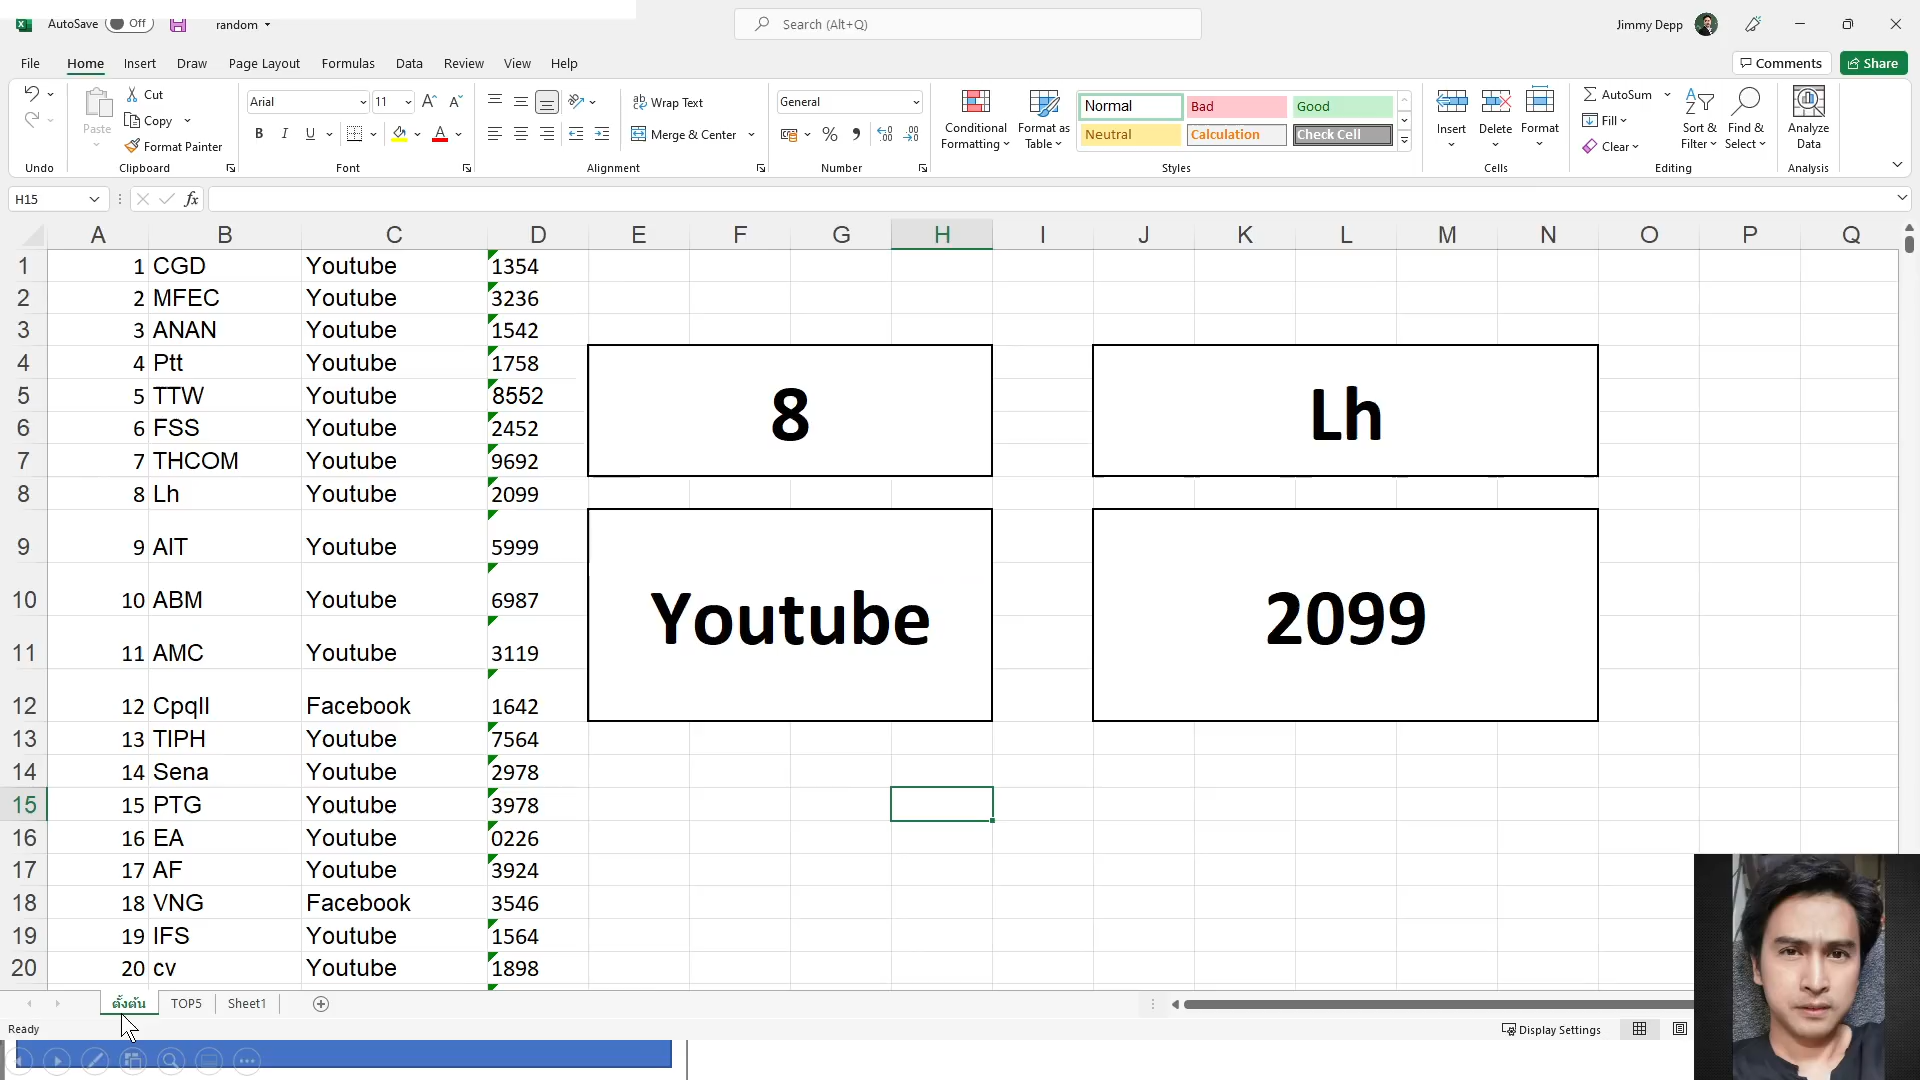 AutoSave Off random Search (Alt+Q) Jimmy Depp
File Home Insert Draw Page Layout Formulas Data Review View Help Comments Share
Undo
Paste
Cut
Copy
Format Painter
Clipboard
Arial 11
B I U
Font
Wrap Text
Merge & Center
Alignment
General
Number
Conditional Formatting
Format as Table
Normal Bad Good
Neutral Calculation Check Cell
Styles
Insert Delete Format
Cells
AutoSum
Fill
Clear
Sort & Filter
Find & Select
Editing
Analyze Data
Analysis
H15 fx
A B C D E F G H I J K L M N O P Q
1 1 CGD Youtube 1354
2 2 MFEC Youtube 3236
3 3 ANAN Youtube 1542
4 4 Ptt Youtube 1758
5 5 TTW Youtube 8552
6 6 FSS Youtube 2452
7 7 THCOM Youtube 9692
8 8 Lh Youtube 2099
9 9 AIT Youtube 5999
10 10 ABM Youtube 6987
11 11 AMC Youtube 3119
12 12 Cpqll Facebook 1642
13 13 TIPH Youtube 7564
14 14 Sena Youtube 2978
15 15 PTG Youtube 3978
16 16 EA Youtube 0226
17 17 AF Youtube 3924
18 18 VNG Facebook 3546
19 19 IFS Youtube 1564
20 20 cv Youtube 1898
8 Lh
Youtube 2099
ตั้งต้น TOP5 Sheet1
Ready Display Settings